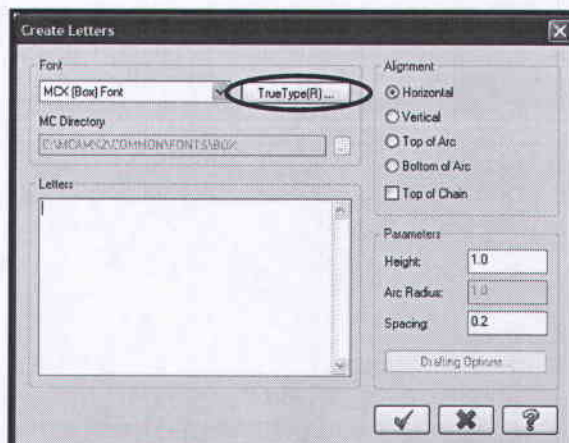 Create Letters
Font
MCX (Box) Font
TrueType(R)...
MC Directory
C:\MCAMX2\COMMON\FONTS\BOX\
Letters
Alignment
Horizontal
Vertical
Top of Arc
Bottom of Arc
Top of Chain
Parameters
Height:
1.0
Arc Radius:
1.0
Spacing:
0.2
Drafting Options...